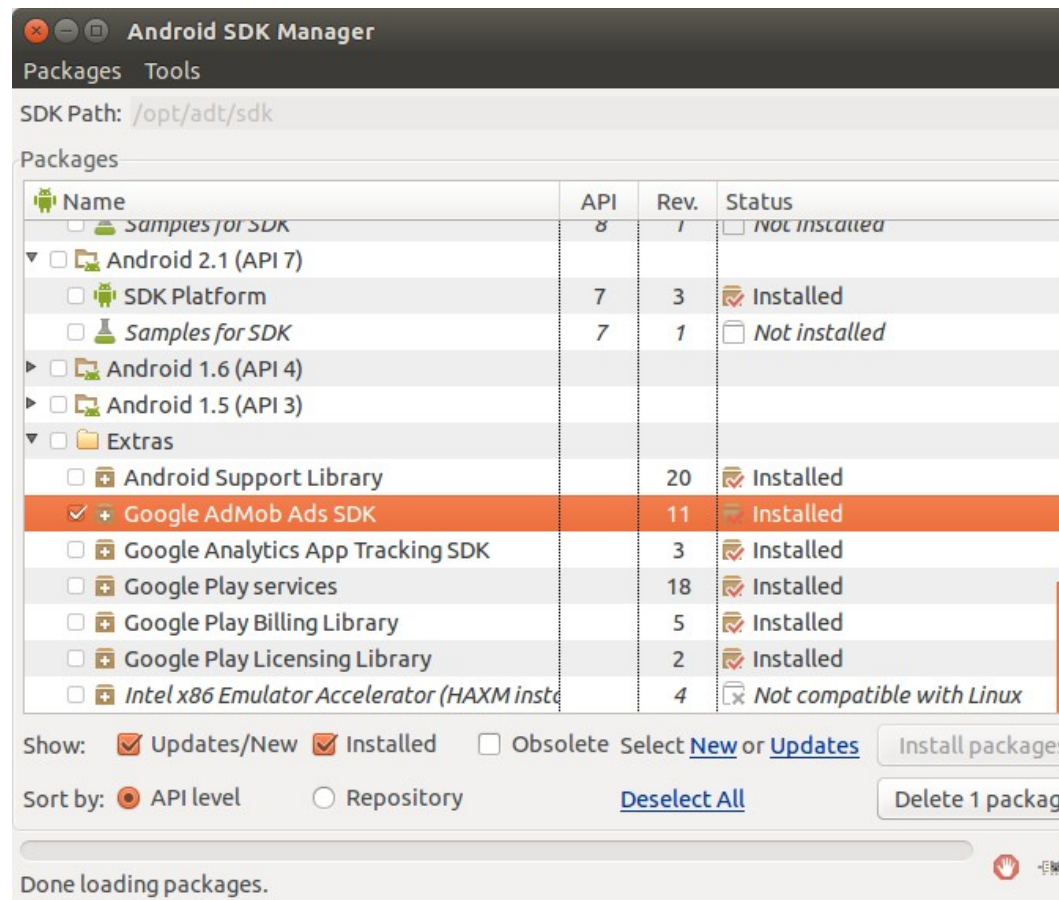 Android SDK Manager
Packages Tools
SDK Path: /opt/adt/sdk
Packages
Name API Rev. Status
Samples for SDK 8 1 Not installed
Android 2.1 (API 7)
SDK Platform 7 3 Installed
Samples for SDK 7 1 Not installed
Android 1.6 (API 4)
Android 1.5 (API 3)
Extras
Android Support Library 20 Installed
Google AdMob Ads SDK 11 Installed
Google Analytics App Tracking SDK 3 Installed
Google Play services 18 Installed
Google Play Billing Library 5 Installed
Google Play Licensing Library 2 Installed
Intel x86 Emulator Accelerator (HAXM insta 4 Not compatible with Linux
Show: Updates/New Installed Obsolete Select New or Updates Install packages
Sort by: API level Repository Deselect All Delete 1 packag
Done loading packages.